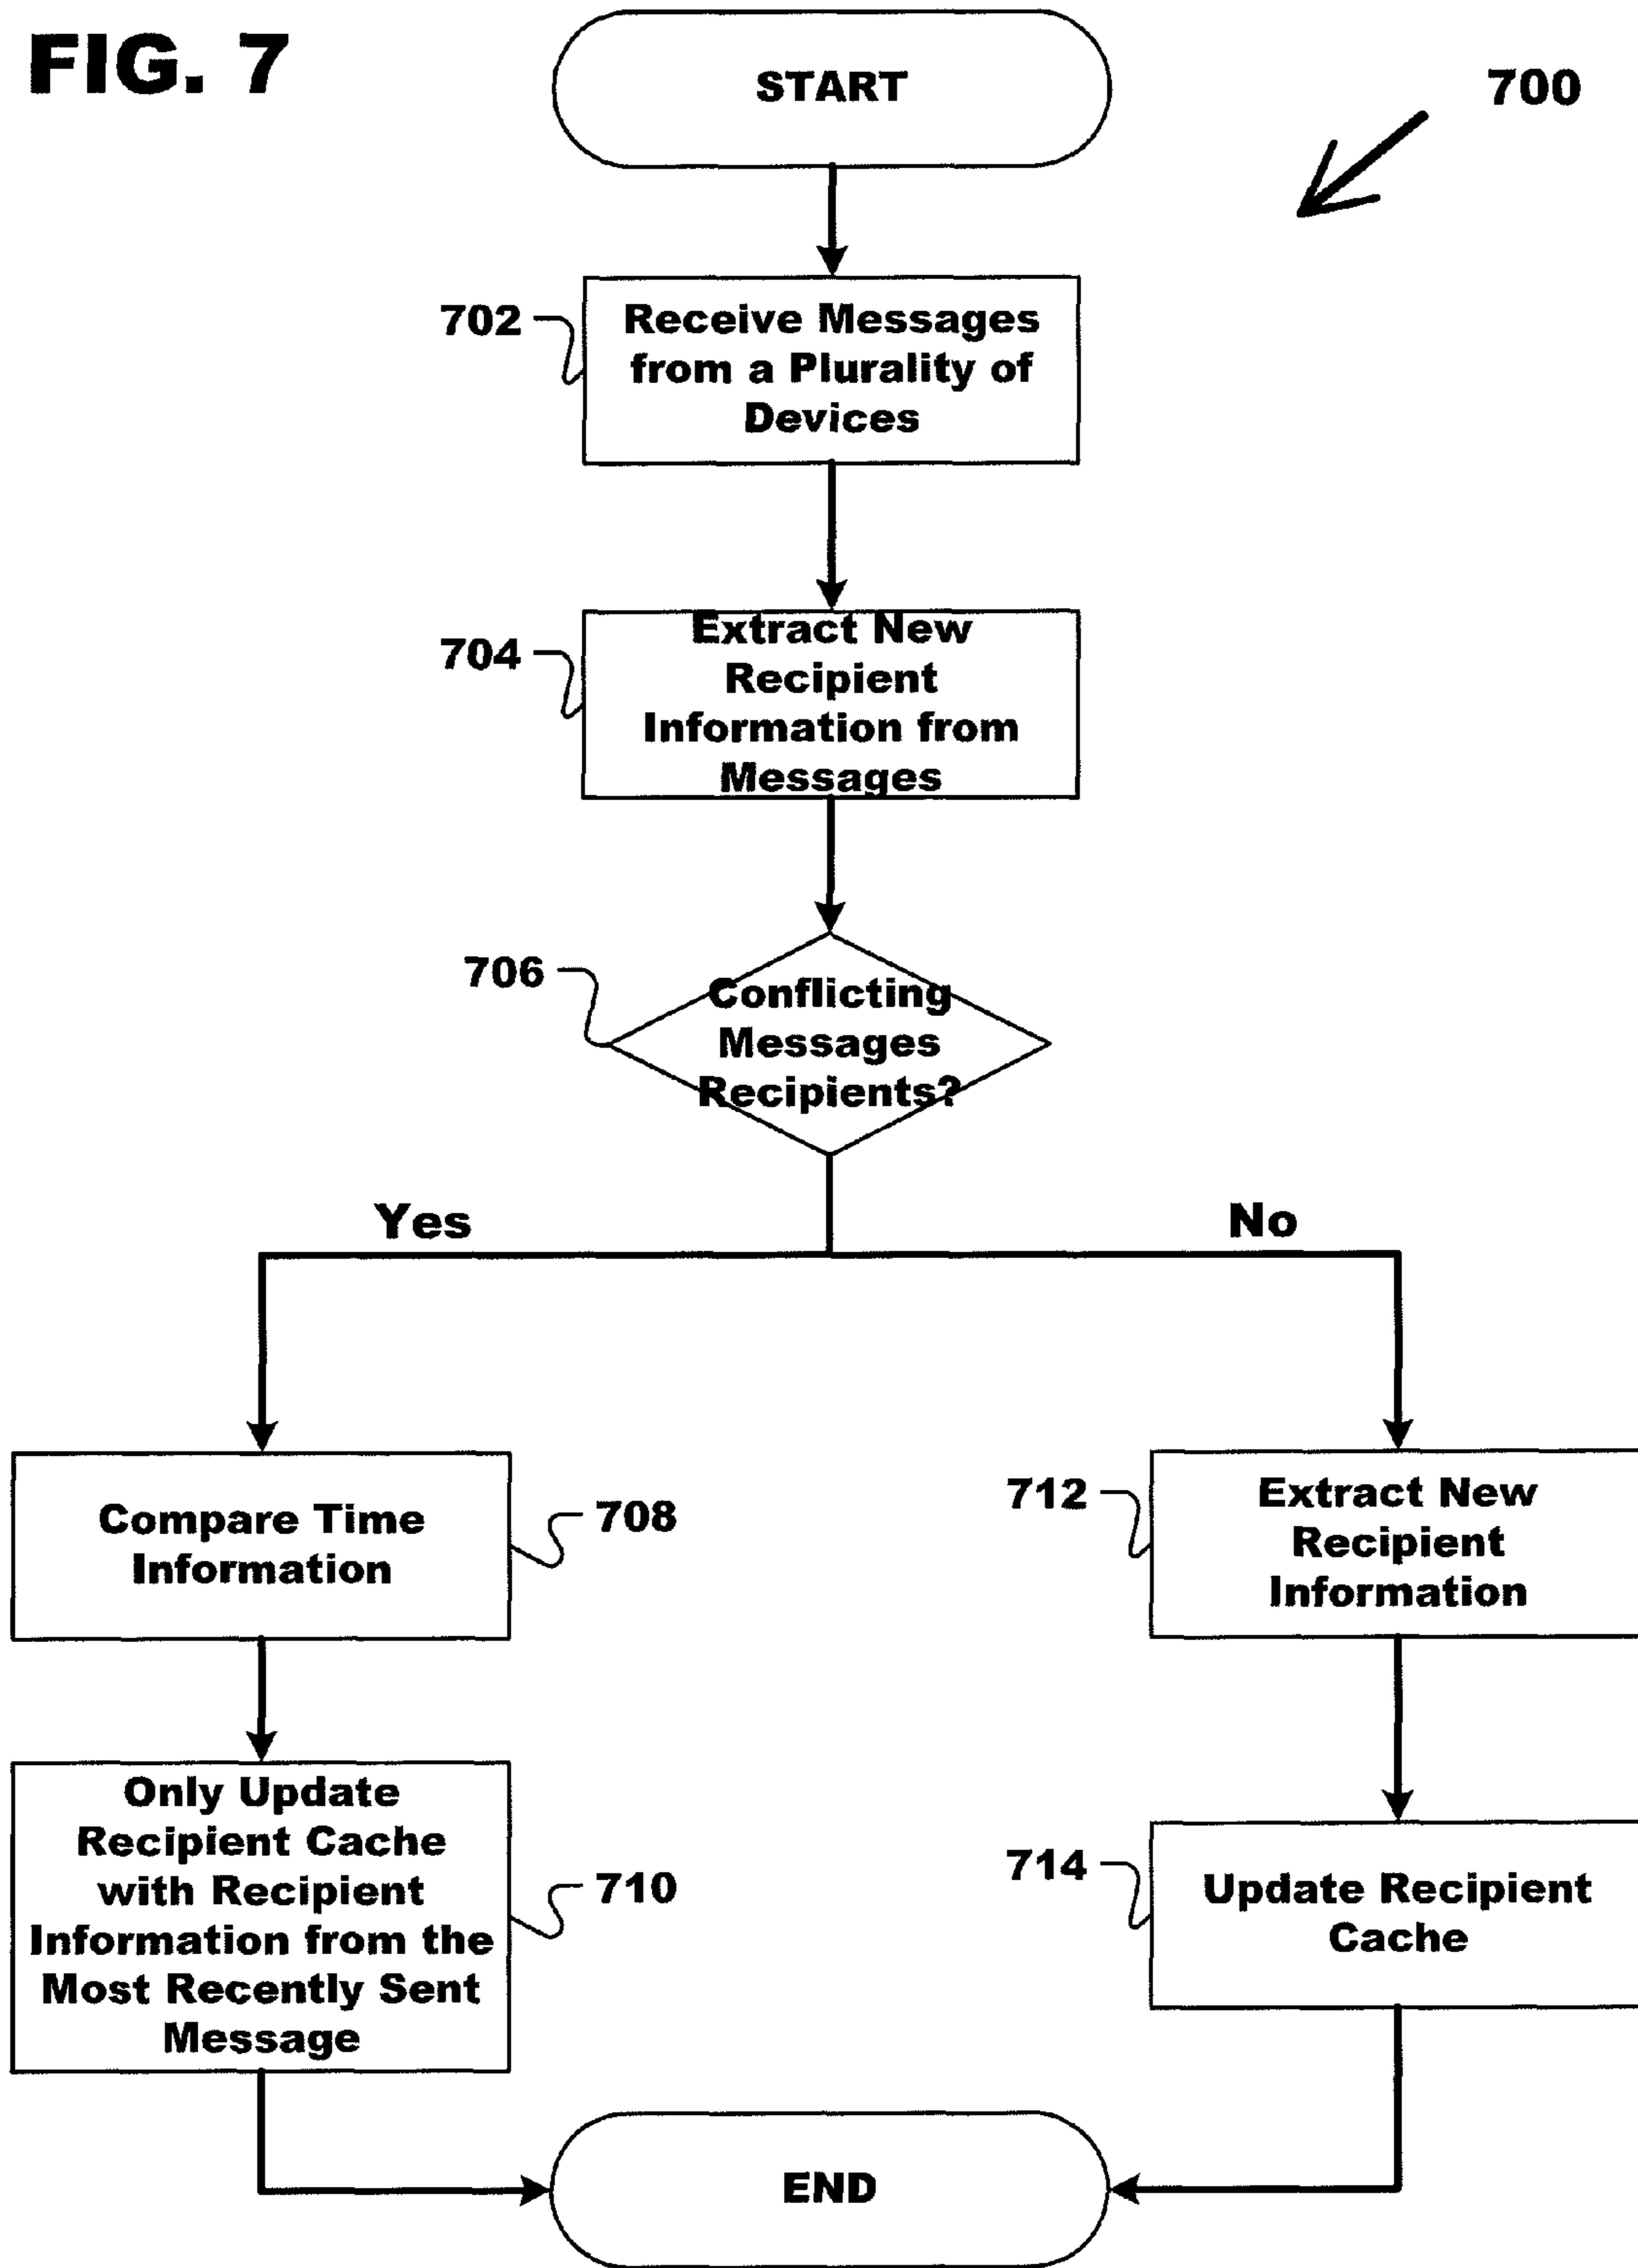 FIG. 7
START
700
702
Receive Messages
from a Plurality of
Devices
704
Extract New
Recipient
Information from
Messages
706
Conflicting
Messages
Recipients?
Yes
No
Compare Time
Information
708
712
Extract New
Recipient
Information
Only Update
Recipient Cache
with Recipient
Information from the
Most Recently Sent
Message
710
714
Update Recipient
Cache
END